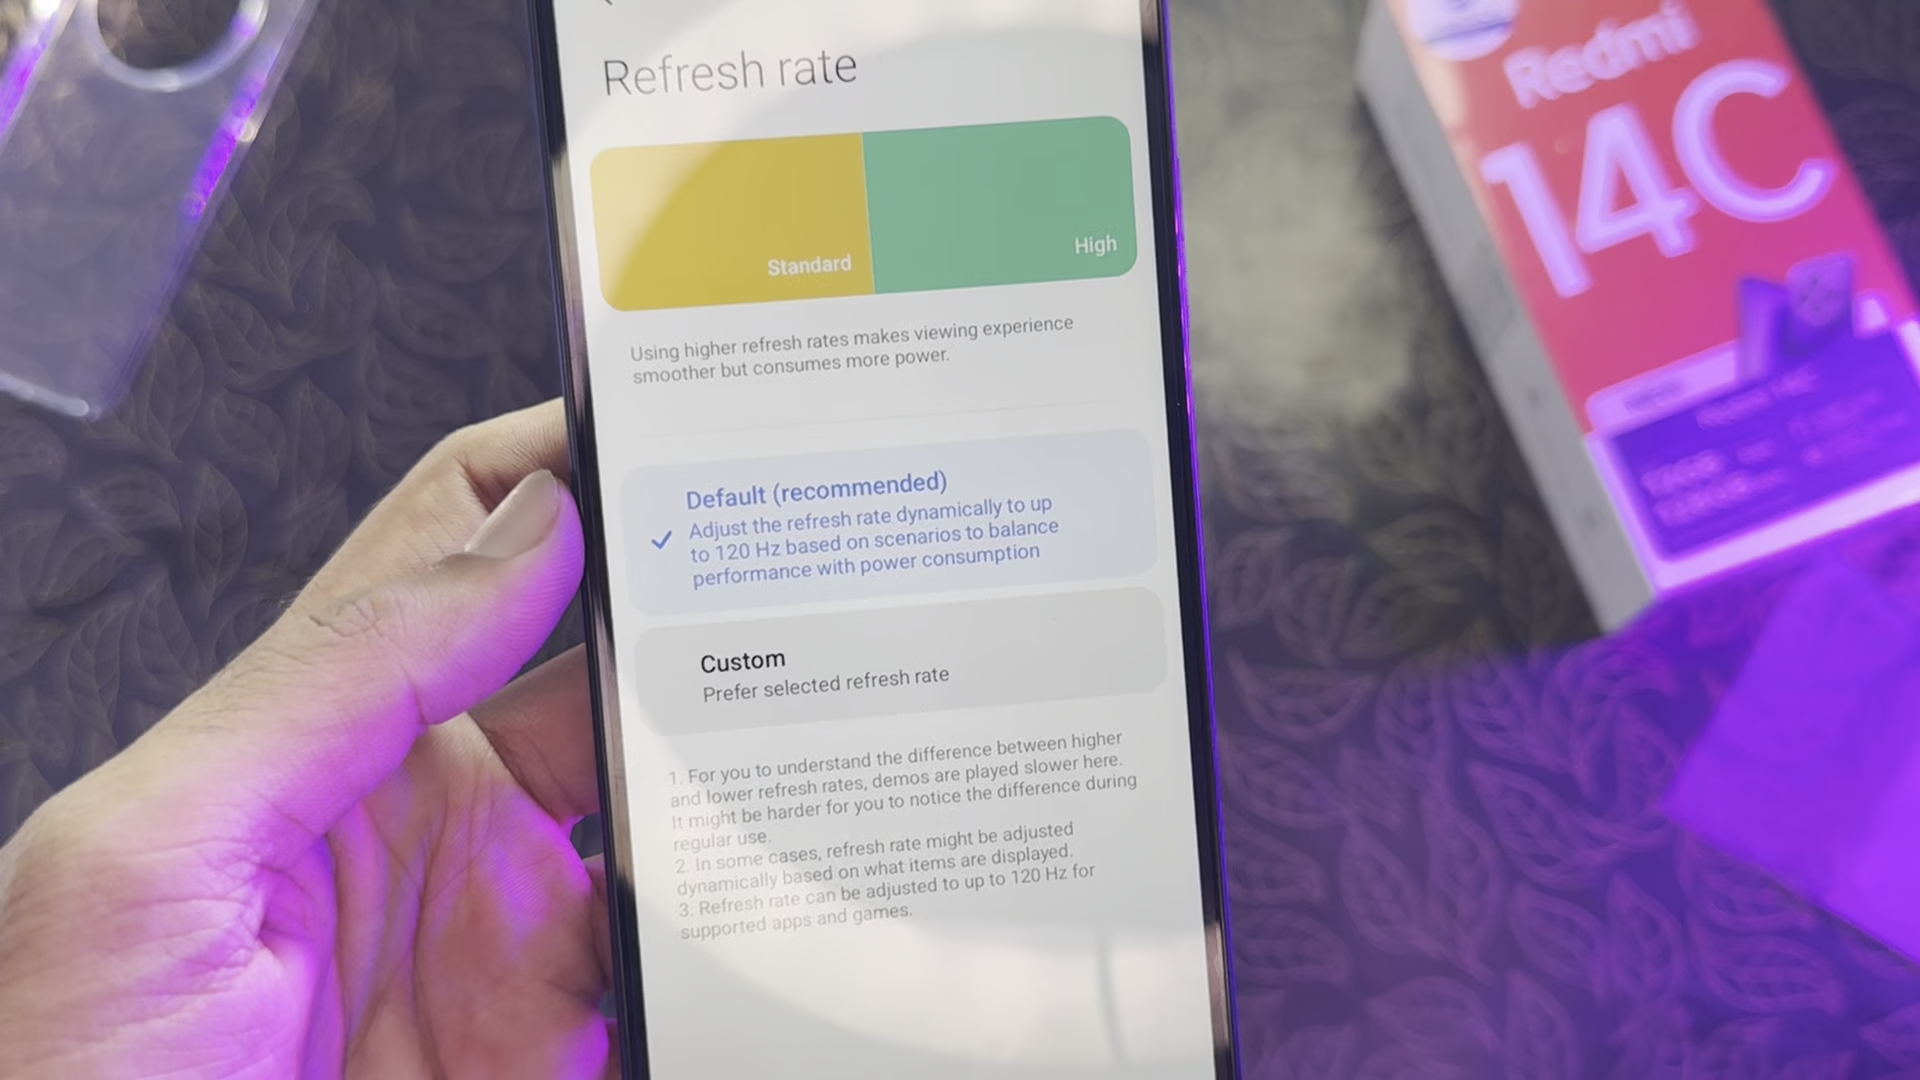 Refresh rate
Standard
High
Using higher refresh rates makes viewing experience
smoother but consumes more power.
Default (recommended)
Adjust the refresh rate dynamically to up
to 120 Hz based on scenarios to balance
performance with power consumption
Custom
Prefer selected refresh rate
1. For you to understand the difference between higher
and lower refresh rates, demos are played slower here.
It might be harder for you to notice the difference during
regular use.
2. In some cases, refresh rate might be adjusted
dynamically based on what items are displayed.
3. Refresh rate can be adjusted to up to 120 Hz for
supported apps and games.
Redmi
14C